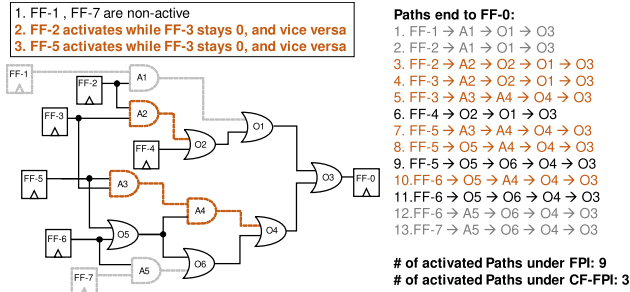 1. FF-1 , FF-7 are non-active
2. FF-2 activates while FF-3 stays 0, and vice versa
3. FF-5 activates while FF-3 stays 0, and vice versa
FF-1
A1
FF-2
FF-3
A2
O1
FF-4
O2
FF-5
A3
O3
FF-0
A4
FF-6
O5
O4
FF-7
A5
O6
Paths end to FF-0:
1. FF-1 → A1 → O1 → O3
2. FF-2 → A1 → O1 → O3
3. FF-2 → A2 → O2 → O1 → O3
4. FF-3 → A2 → O2 → O1 → O3
5. FF-3 → A3 → A4 → O4 → O3
6. FF-4 → O2 → O1 → O3
7. FF-5 → A3 → A4 → O4 → O3
8. FF-5 → O5 → A4 → O4 → O3
9. FF-5 → O5 → O6 → O4 → O3
10.FF-6 → O5 → A4 → O4 → O3
11.FF-6 → O5 → O6 → O4 → O3
12.FF-6 → A5 → O6 → O4 → O3
13.FF-7 → A5 → O6 → O4 → O3
# of activated Paths under FPI: 9
# of activated Paths under CF-FPI: 3